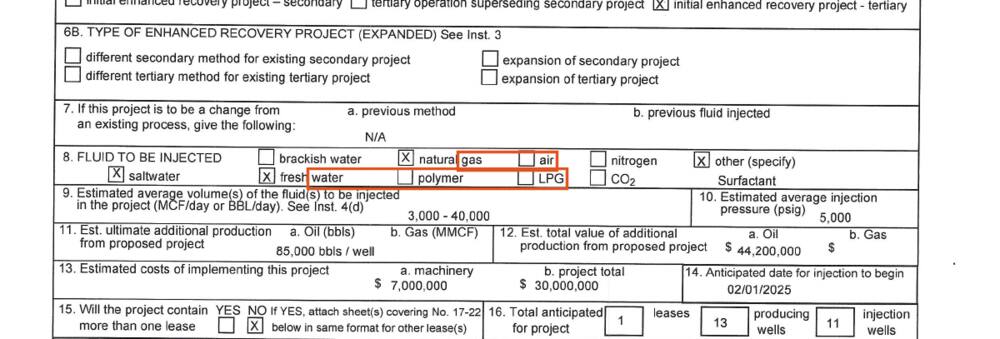 initial enhanced recovery project – secondary tertiary operation superseding secondary project X initial enhanced recovery project - tertiary
6B. TYPE OF ENHANCED RECOVERY PROJECT (EXPANDED) See Inst. 3
different secondary method for existing secondary project expansion of secondary project
different tertiary method for existing tertiary project expansion of tertiary project
7. If this project is to be a change from a. previous method b. previous fluid injected
an existing process, give the following:
N/A
8. FLUID TO BE INJECTED brackish water X natural gas air nitrogen X other (specify)
X saltwater X fresh water polymer LPG CO2 Surfactant
9. Estimated average volume(s) of the fluid(s) to be injected 10. Estimated average injection
in the project (MCF/day or BBL/day). See Inst. 4(d) 3,000 - 40,000 pressure (psig) 5,000
11. Est. ultimate additional production a. Oil (bbls) b. Gas (MMCF) 12. Est. total value of additional a. Oil b. Gas
from proposed project 85,000 bbls / well production from proposed project $ 44,200,000 $
13. Estimated costs of implementing this project a. machinery b. project total 14. Anticipated date for injection to begin
$ 7,000,000 $ 30,000,000 02/01/2025
15. Will the project contain YES NO If YES, attach sheet(s) covering No. 17-22 16. Total anticipated 1 leases 13 producing 11 injection
more than one lease X below in same format for other lease(s) for project wells wells